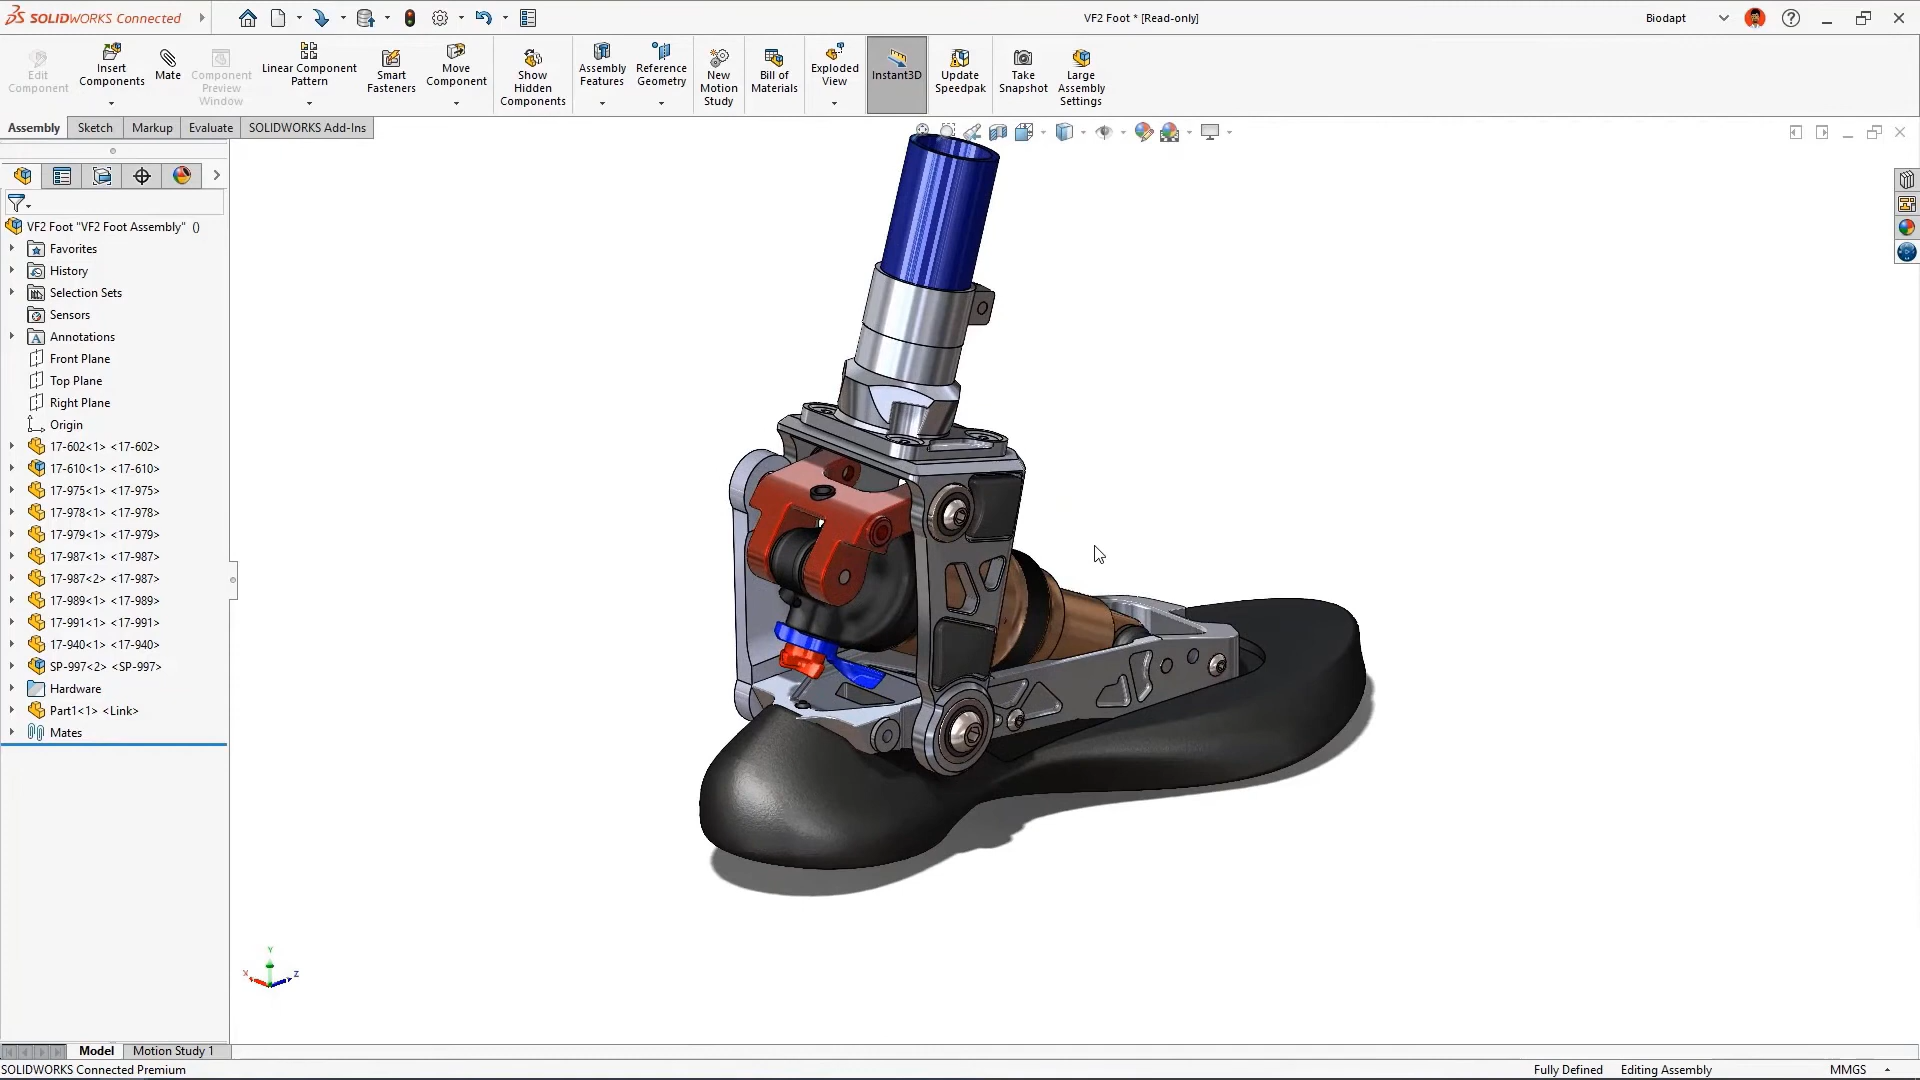 SOLIDWORKS Connected
VF2 Foot * [Read-only]
Biodapt
Edit Component
Insert Components
Mate
Component Preview Window
Linear Component Pattern
Smart Fasteners
Move Component
Show Hidden Components
Assembly Features
Reference Geometry
New Motion Study
Bill of Materials
Exploded View
Instant3D
Update Speedpak
Take Snapshot
Large Assembly Settings
Assembly
Sketch
Markup
Evaluate
SOLIDWORKS Add-Ins
VF2 Foot "VF2 Foot Assembly" ()
Favorites
History
Selection Sets
Sensors
Annotations
Front Plane
Top Plane
Right Plane
Origin
17-602<1> <17-602>
17-610<1> <17-610>
17-975<1> <17-975>
17-978<1> <17-978>
17-979<1> <17-979>
17-987<1> <17-987>
17-987<2> <17-987>
17-989<1> <17-989>
17-991<1> <17-991>
17-940<1> <17-940>
SP-997<2> <SP-997>
Hardware
Part1<1> <Link>
Mates
Y
X
Z
Model
Motion Study 1
SOLIDWORKS Connected Premium
Fully Defined
Editing Assembly
MMGS